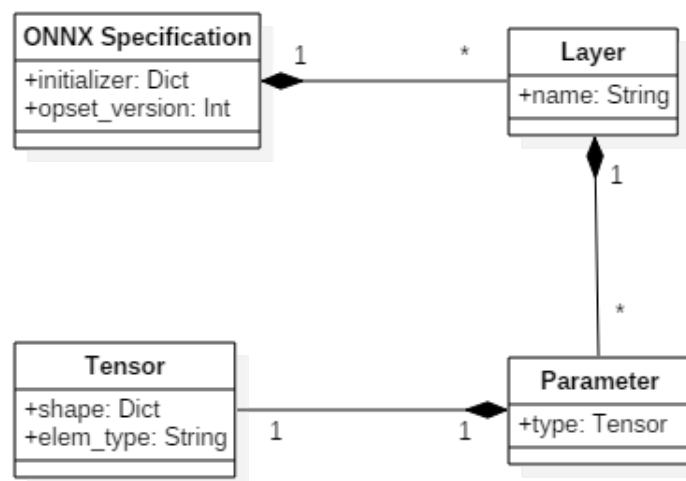 ONNX Specification
+initializer: Dict
+opset_version: Int
1
*
Layer
+name: String
1
*
Tensor
+shape: Dict
+elem_type: String
1
1
Parameter
+type: Tensor